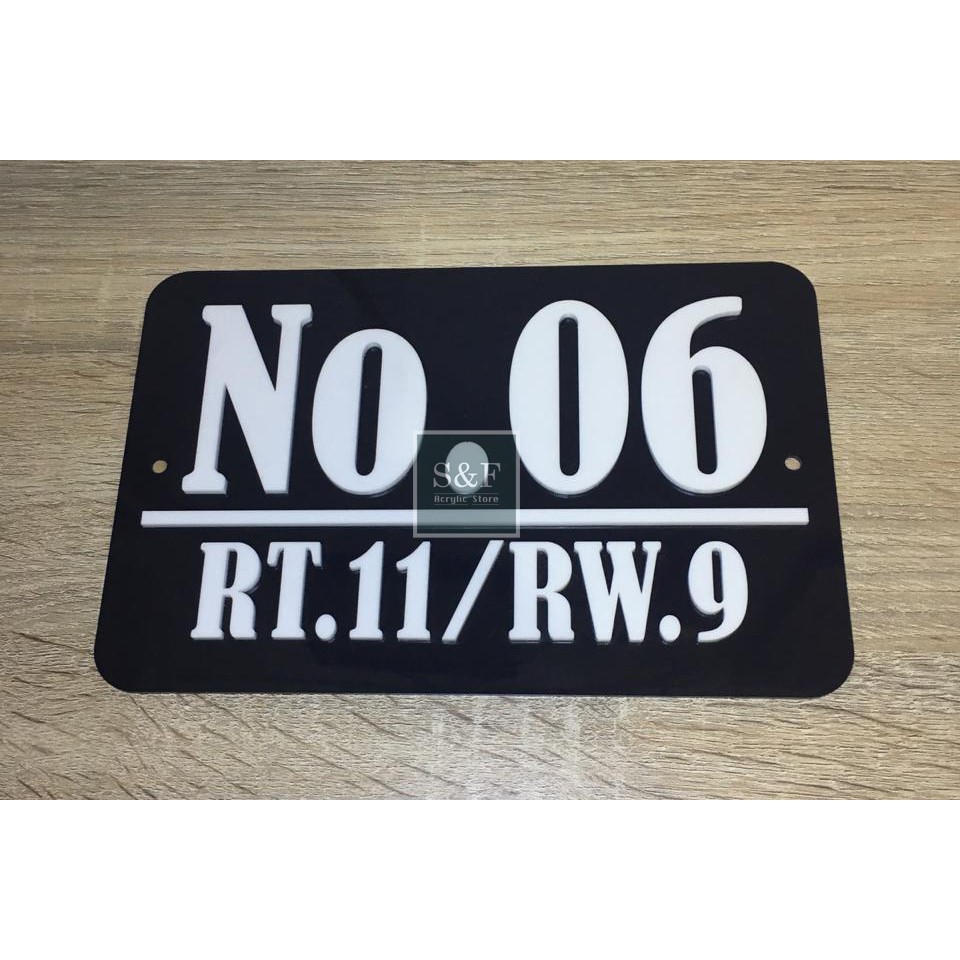 No 06
S&F
Acrylic Store
RT.11/RW.9